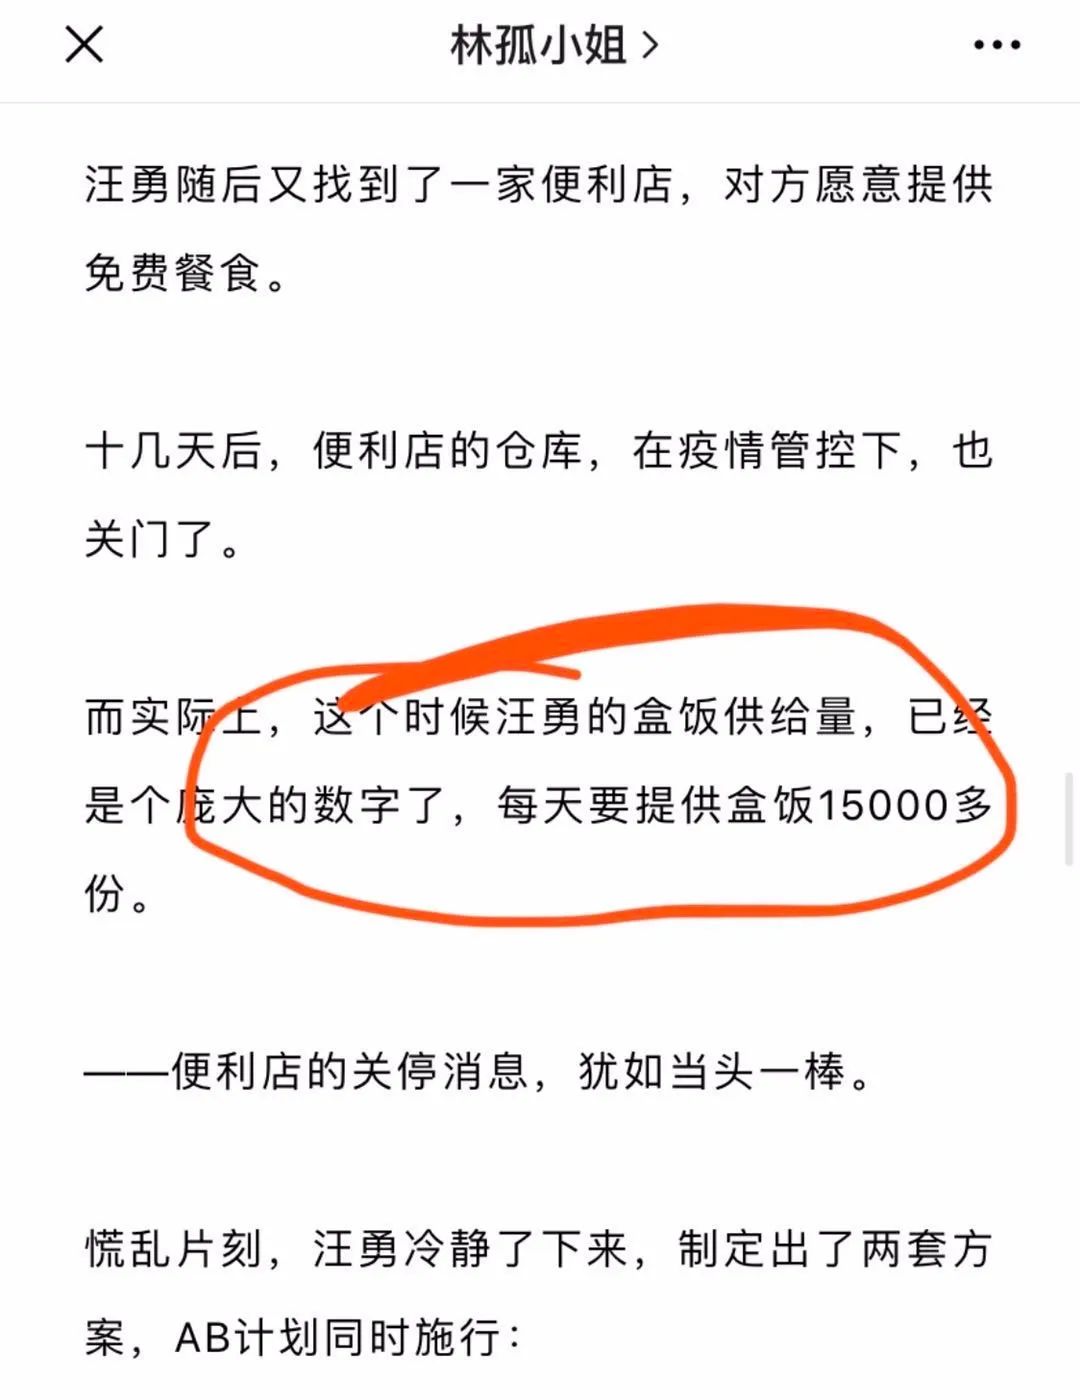 林孤小姐
汪勇随后又找到了一家便利店，对方愿意提供
免费餐食。
十几天后，便利店的仓库，在疫情管控下，也
关门了。
而实际上，这个时候汪勇的盒饭供给量，已经
是个庞大的数字了，每天要提供盒饭15000多
份。
——便利店的关停消息，犹如当头一棒。
慌乱片刻，汪勇冷静了下来，制定出了两套方
案，AB计划同时施行：